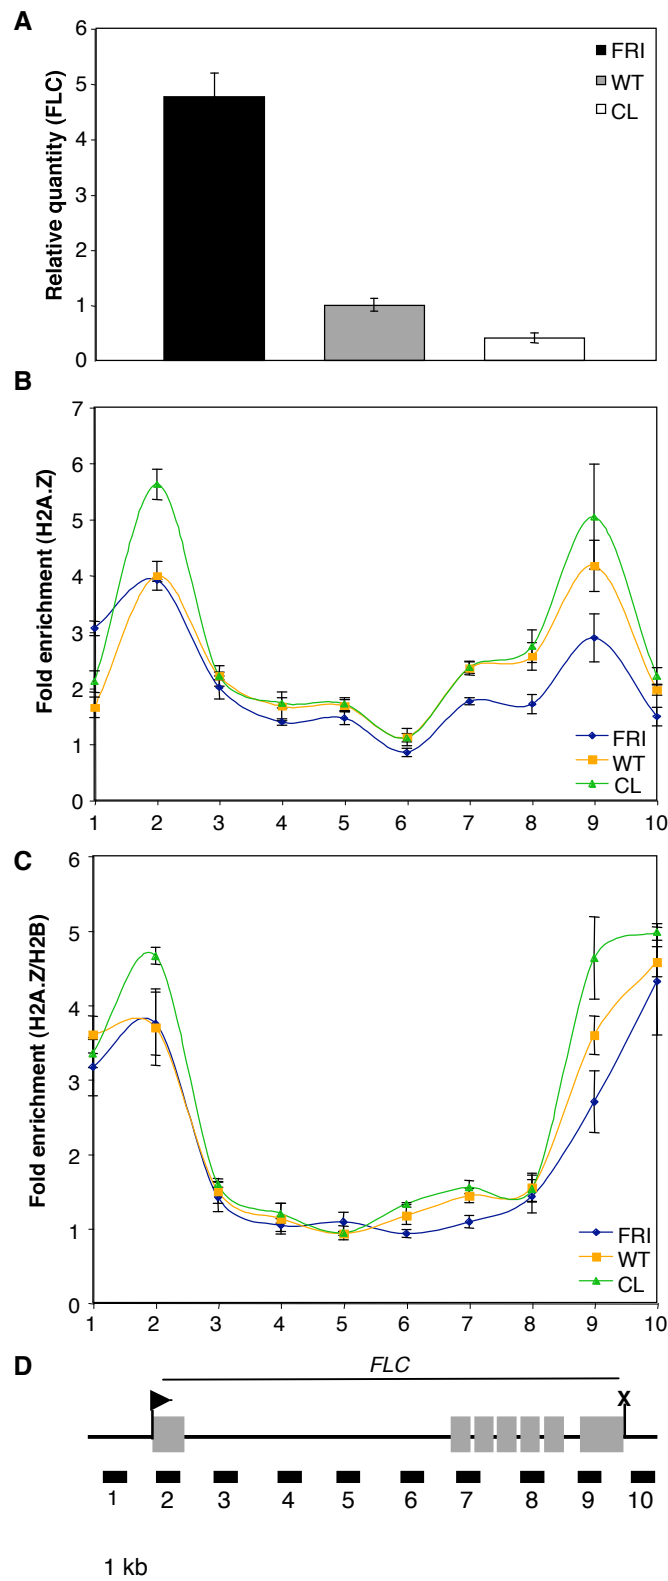 A
Relative quantity (FLC)
6
5
4
3
2
1
0
FRI
WT
CL
B
Fold enrichment (H2A.Z)
7
6
5
4
3
2
1
0
FRI
WT
CL
1 2 3 4 5 6 7 8 9 10
C
Fold enrichment (H2A.Z/H2B)
6
5
4
3
2
1
0
FRI
WT
CL
1 2 3 4 5 6 7 8 9 10
D
FLC
X
1 2 3 4 5 6 7 8 9 10
1 kb